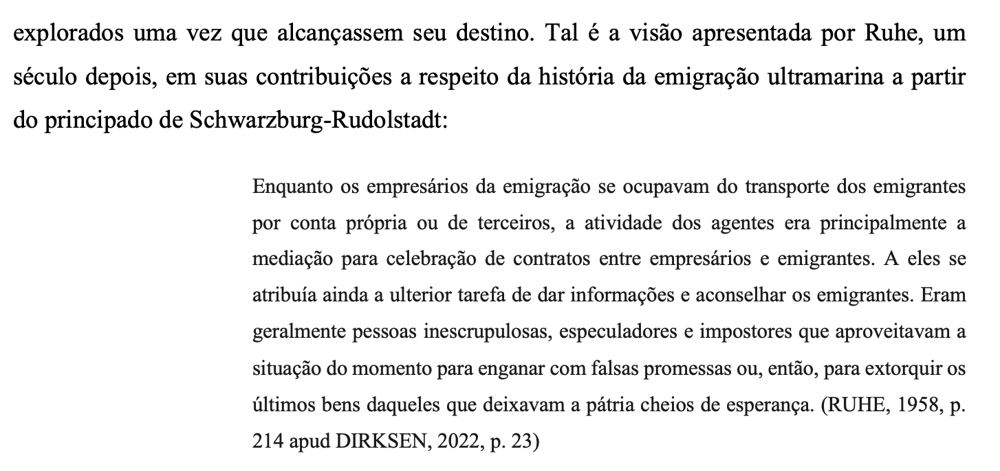 explorados uma vez que alcançassem seu destino. Tal é a visão apresentada por Ruhe, um
século depois, em suas contribuições a respeito da história da emigração ultramarina a partir
do principado de Schwarzburg-Rudolstadt:
Enquanto os empresários da emigração se ocupavam do transporte dos emigrantes
por conta própria ou de terceiros, a atividade dos agentes era principalmente a
mediação para celebração de contratos entre empresários e emigrantes. A eles se
atribuía ainda a ulterior tarefa de dar informações e aconselhar os emigrantes. Eram
geralmente pessoas inescrupulosas, especuladores e impostores que aproveitavam a
situação do momento para enganar com falsas promessas ou, então, para extorquir os
últimos bens daqueles que deixavam a pátria cheios de esperança. (RUHE, 1958, p.
214 apud DIRKSEN, 2022, p. 23)